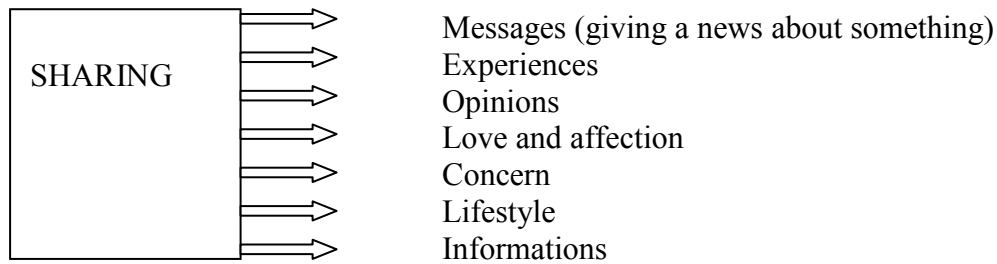 SHARING
Messages (giving a news about something)
Experiences
Opinions
Love and affection
Concern
Lifestyle
Informations